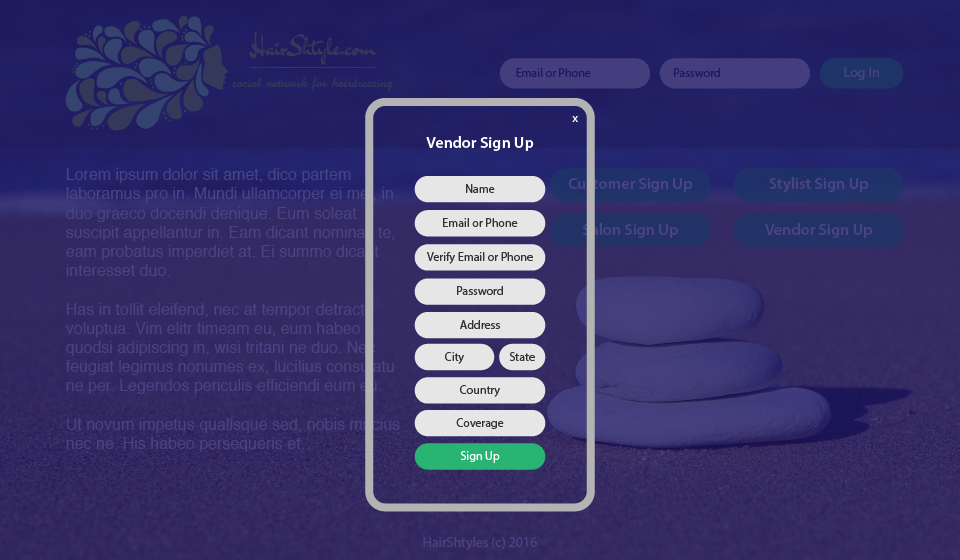 HairShtyle.com
social network for hairdrezzing
Email or Phone
Password
Log In
x
Vendor Sign Up
Name
Email or Phone
Verify Email or Phone
Password
Address
City
State
Country
Coverage
Sign Up
Lorem ipsum dolor sit amet, dico partem
laboramus pro in. Mundi ullamcorper ei mei, in
duo graeco docendi denique. Eum soleat
suscipit appellantur in. Eam dicant nominati te,
eam probatus imperdiet at. Ei summo dicant
interesset duo.
Has in tollit eleifend, nec at tempor detracto
voluptua. Vim elitr timeam eu, eum habeo
quodsi adipiscing in, wisi tritani ne duo. Nec
feugiat legimus nonumes ex, lucilius consulatu
ne per. Legendos periculis efficiendi eum eu.
Ut novum impetus qualisque sed, nobis mucius
nec ne. His habeo persequeris et.
Customer Sign Up
Stylist Sign Up
Salon Sign Up
Vendor Sign Up
HairShtyles (c) 2016